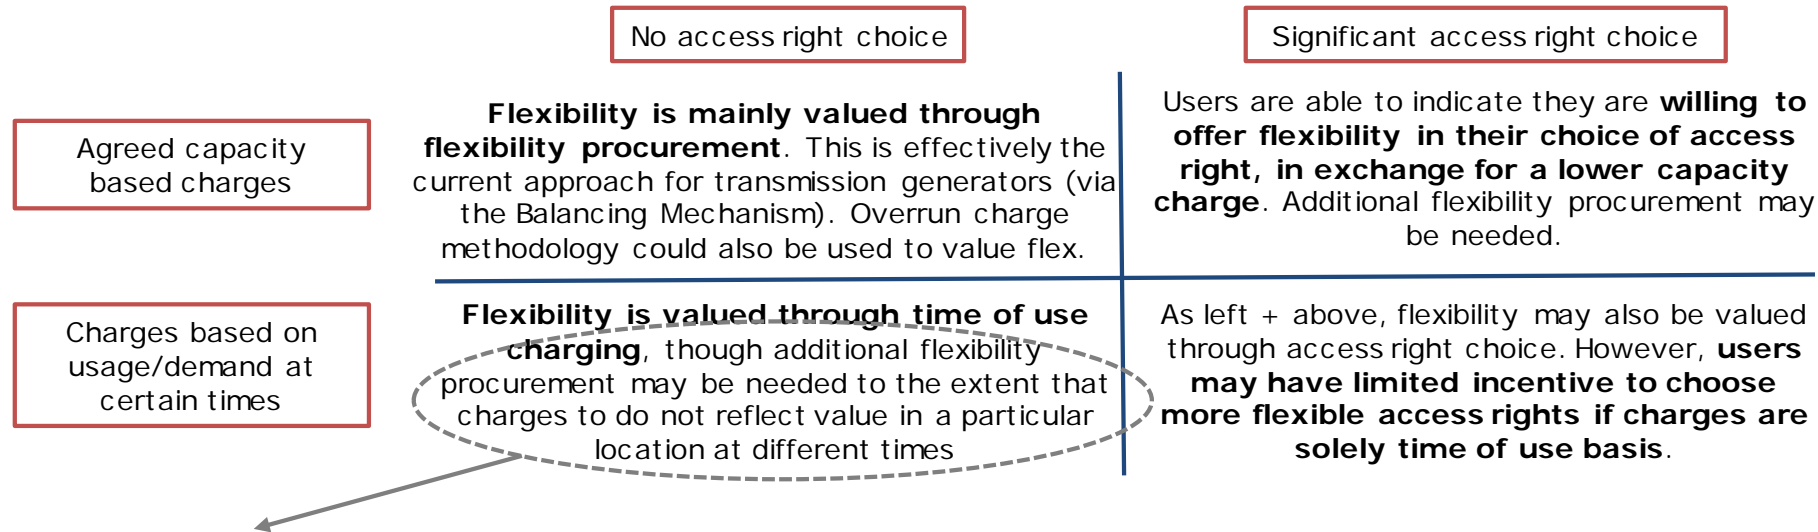 No access right choice
Significant access right choice
Agreed capacity
based charges
Flexibility is mainly valued through
flexibility procurement. This is effectively the
current approach for transmission generators (via
the Balancing Mechanism). Overrun charge
methodology could also be used to value flex.
Users are able to indicate they are willing to
offer flexibility in their choice of access
right, in exchange for a lower capacity
charge. Additional flexibility procurement may
be needed.
Charges based on
usage/demand at
certain times
Flexibility is valued through time of use
charging, though additional flexibility
procurement may be needed to the extent that
charges to do not reflect value in a particular
location at different times
As left + above, flexibility may also be valued
through access right choice. However, users
may have limited incentive to choose
more flexible access rights if charges are
solely time of use basis.